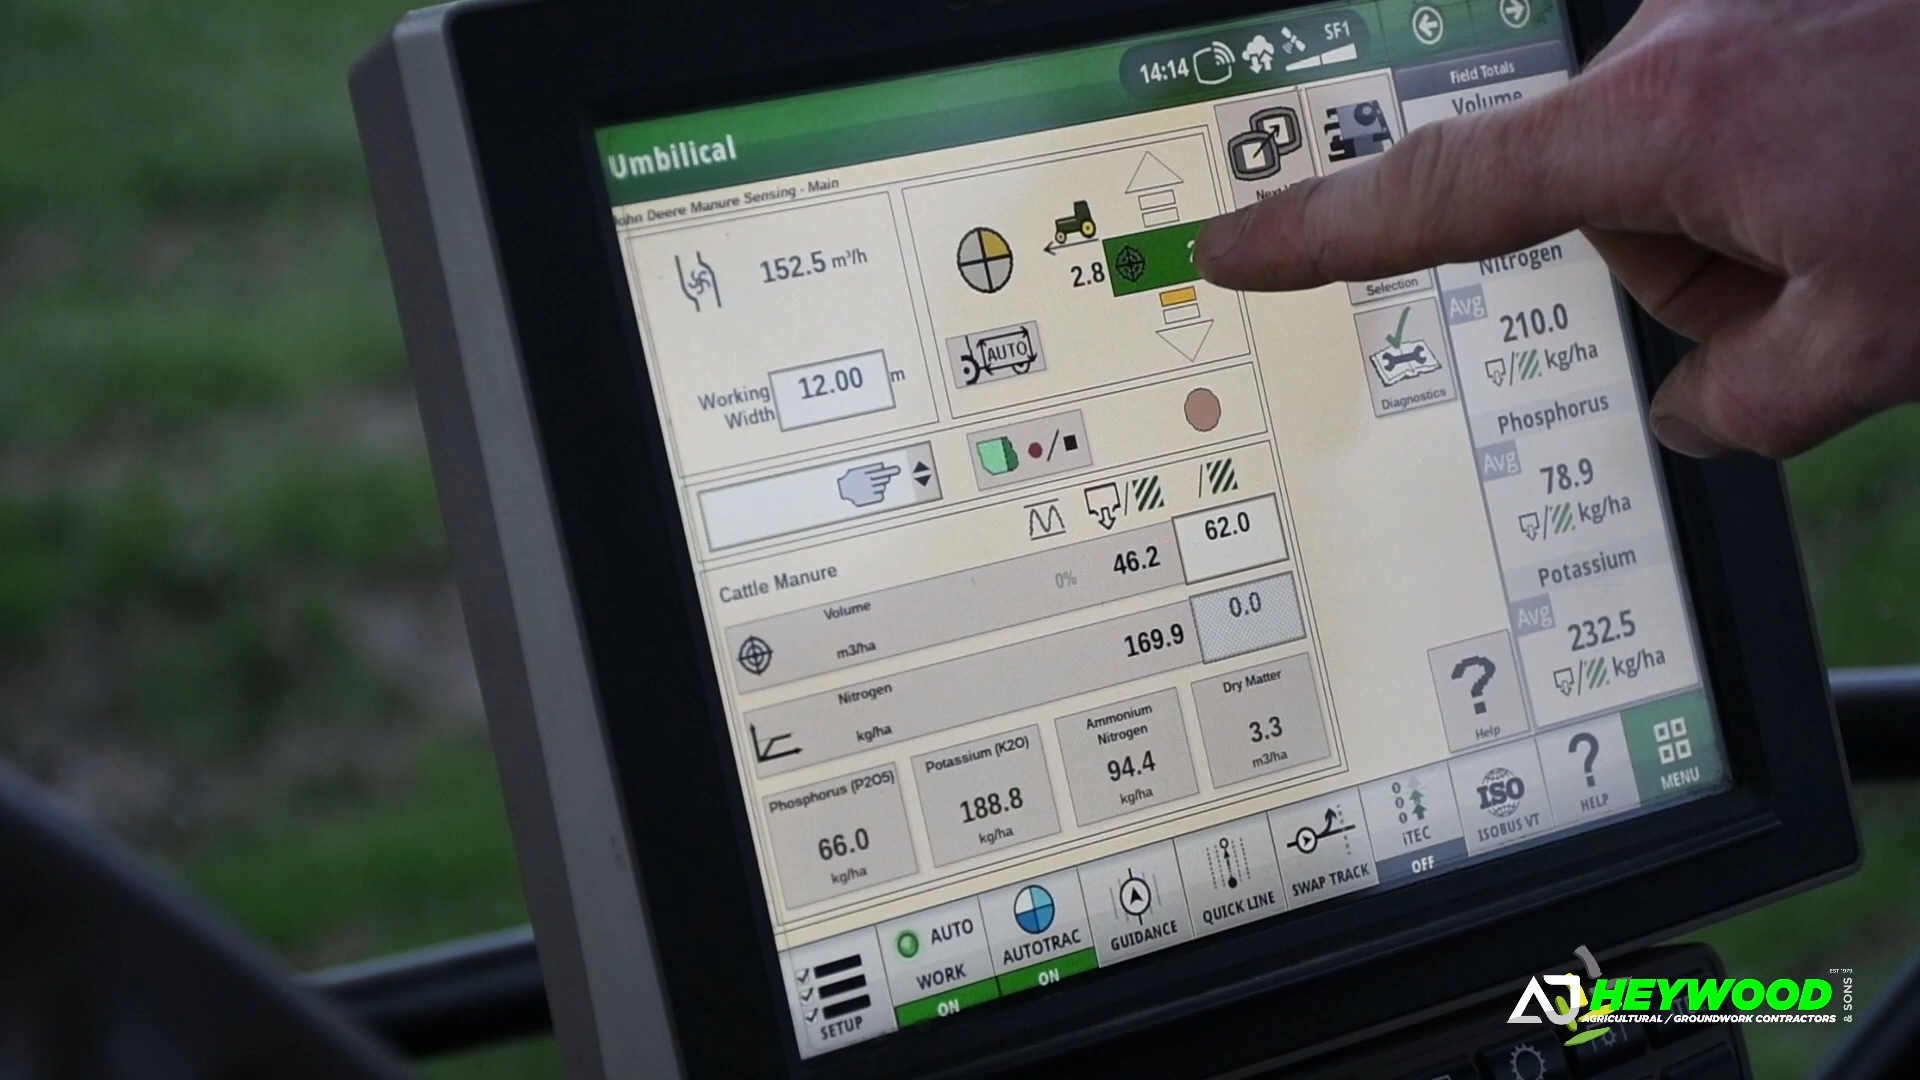 14:14
SF1
Field Totals
Volume
Umbilical
John Deere Manure Sensing - Main
152.5 m³/h
2.8
Selection
Nitrogen
Avg
210.0
kg/ha
Working
Width
12.00 m
AUTO
Diagnostics
Phosphorus
Avg
78.9
kg/ha
Cattle Manure
Volume
m3/ha
0%
46.2
62.0
Nitrogen
kg/ha
169.9
0.0
Potassium
Avg
232.5
kg/ha
Phosphorus (P2O5)
66.0
kg/ha
Potassium (K2O)
188.8
kg/ha
Ammonium
Nitrogen
94.4
kg/ha
Dry Matter
3.3
m3/ha
Help
SETUP
AUTO
WORK
ON
AUTOTRAC
ON
GUIDANCE
QUICK LINE
SWAP TRACK
0
0
0
iTEC
OFF
ISO
ISOBUS VT
HELP
MENU
AJ HEYWOOD
& SONS
EST 1979
AGRICULTURAL / GROUNDWORK CONTRACTORS